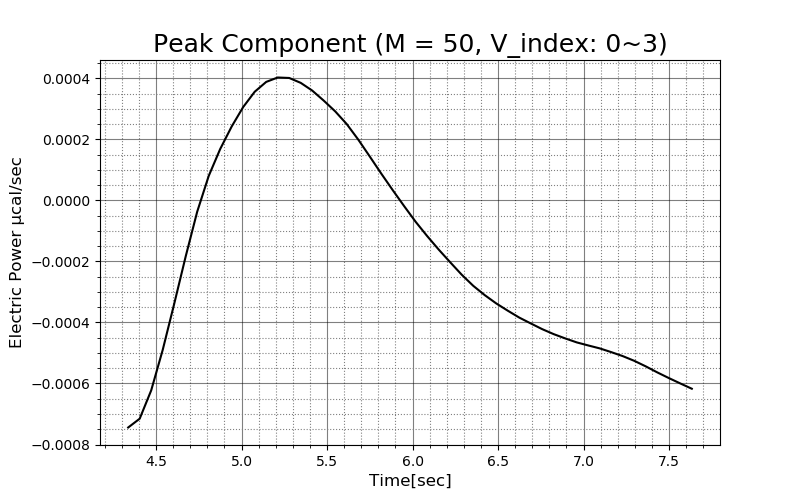 Peak Component (M = 50, V_index: 0~3)
Electric Power μcal/sec
0.0004
0.0002
0.0000
−0.0002
−0.0004
−0.0006
−0.0008
4.5 5.0 5.5 6.0 6.5 7.0 7.5
Time[sec]